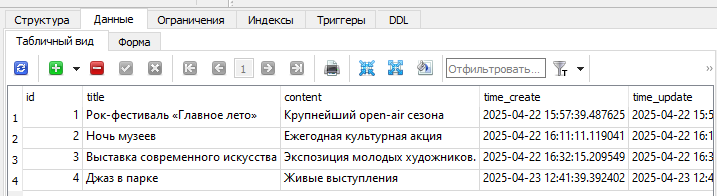 Структура Данные Ограничения Индексы Триггеры DDL
Табличный вид Форма
1 Отфильтровать... T »
id title content time_create time_update
1 1 Рок-фестиваль «Главное лето» Крупнейший open-air сезона 2025-04-22 15:57:39.487625 2025-04-22 15:5
2 2 Ночь музеев Ежегодная культурная акция 2025-04-22 16:11:11.119041 2025-04-22 16:1
3 3 Выставка современного искусства Экспозиция молодых художников. 2025-04-22 16:32:15.209549 2025-04-22 16:3
4 4 Джаз в парке Живые выступления 2025-04-23 12:41:39.392402 2025-04-23 12:4